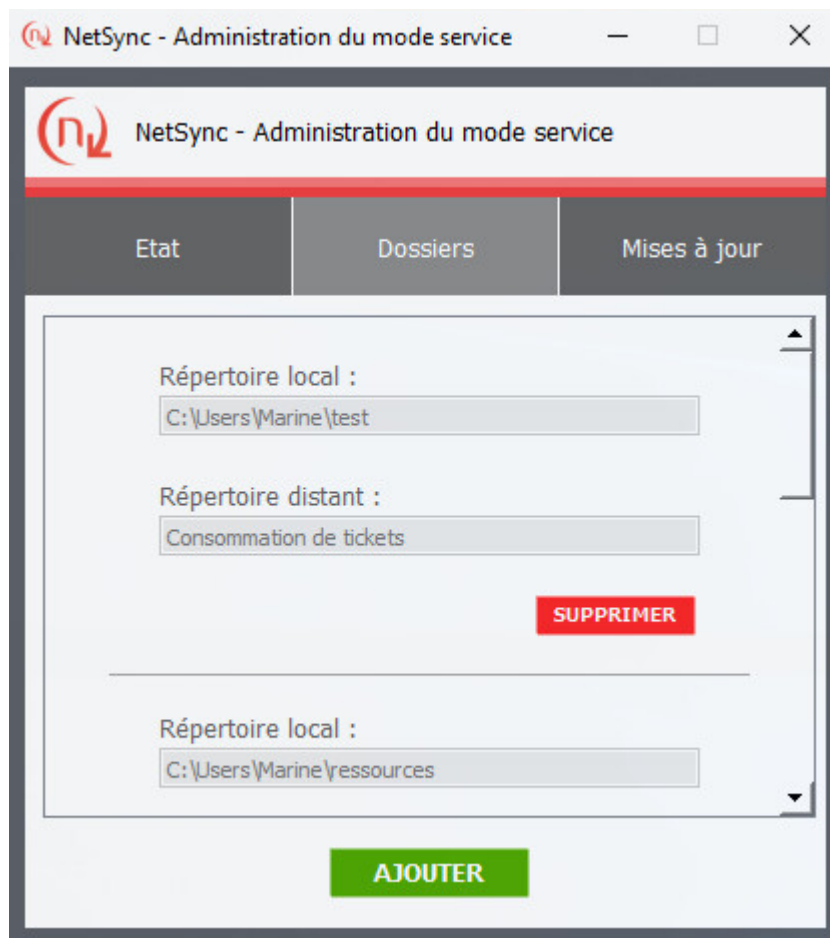 NetSync - Administration du mode service
NetSync - Administration du mode service
Etat
Dossiers
Mises à jour
Répertoire local :
C:\Users\Marine\test
Répertoire distant :
Consommation de tickets
SUPPRIMER
Répertoire local :
C:\Users\Marine\ressources
AJOUTER